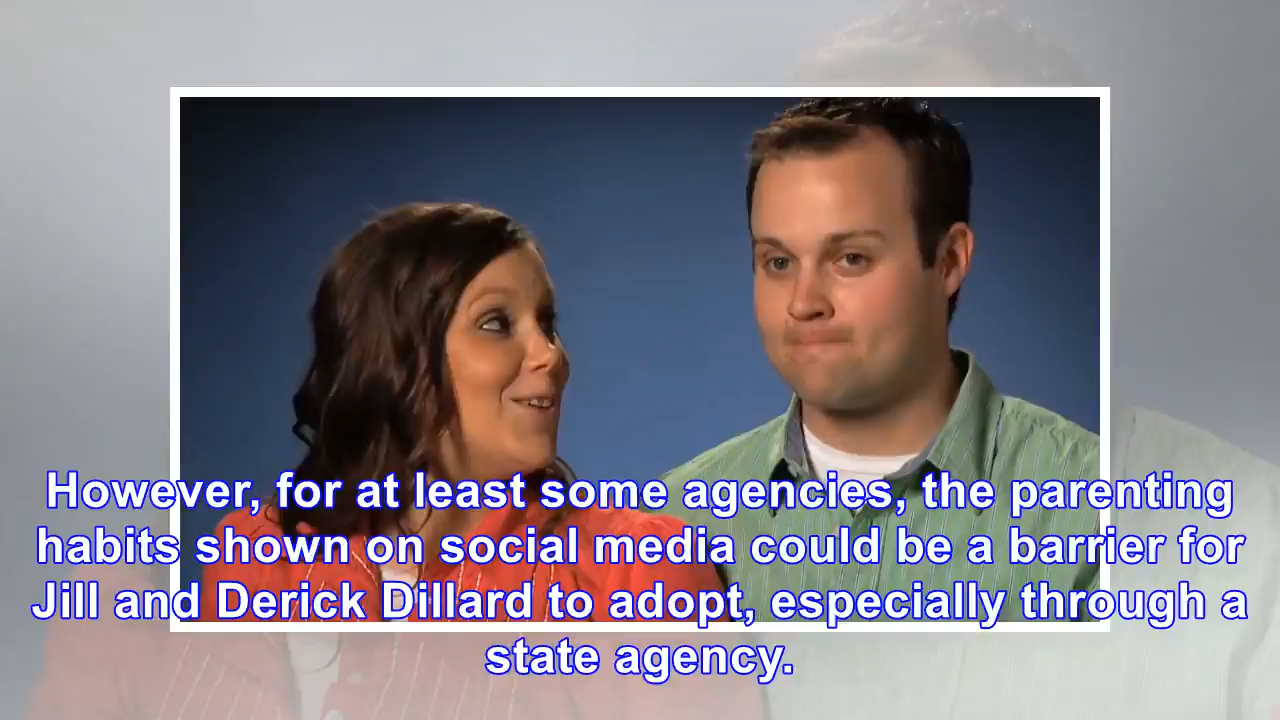 However, for at least some agencies, the parenting
habits shown on social media could be a barrier for
Jill and Derick Dillard to adopt, especially through a
state agency.